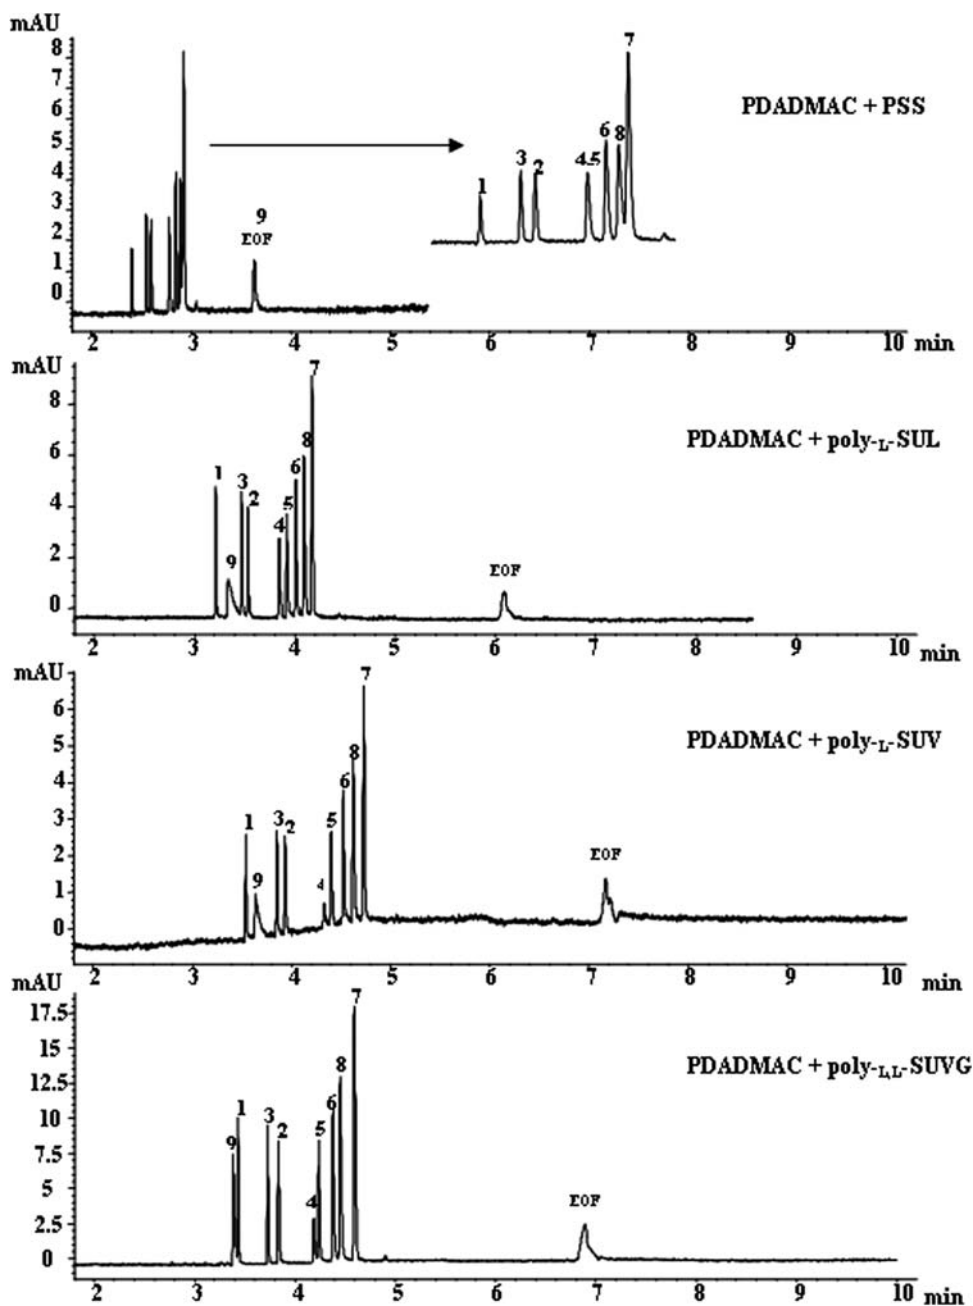 mAU
8
7
6
5
4
3
2
1
0
PDADMAC + PSS
7
6
8
3
2
4.5
1
9
EOF
2 3 4 5 6 7 8 9 10 min
mAU
8
6
4
2
0
PDADMAC + poly-L-SUL
7
8
6
1 3 2
5
4
9
EOF
2 3 4 5 6 7 8 9 10 min
mAU
6
5
4
3
2
1
0
PDADMAC + poly-L-SUV
7
8
6
1 3 2 5
9 4
EOF
2 3 4 5 6 7 8 9 10 min
mAU
17.5
15
12.5
10
7.5
5
2.5
0
PDADMAC + poly-L,L-SUVG
7
8
6
1 3 2 5
9
4
EOF
2 3 4 5 6 7 8 9 10 min